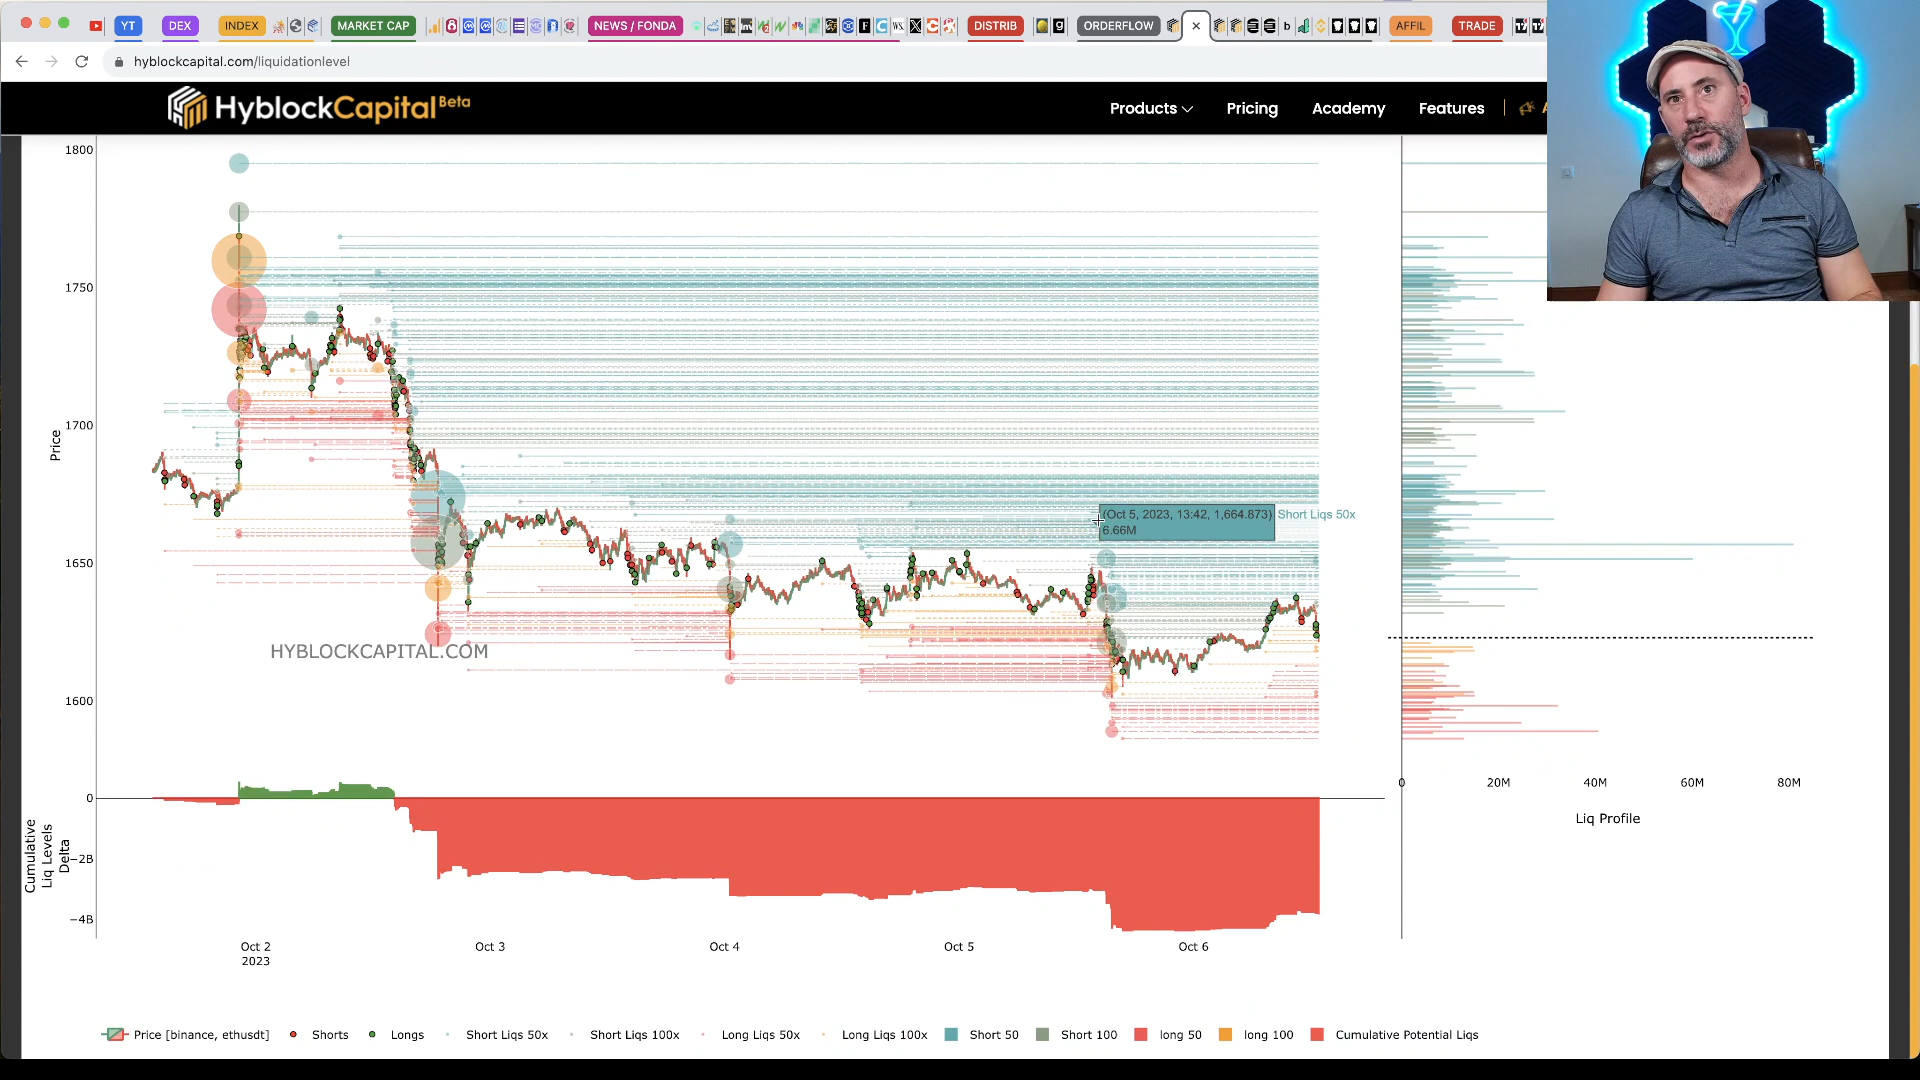 YT
DEX
INDEX
MARKET CAP
NEWS / FONDA
DISTRIB
ORDERFLOW
AFFIL
TRADE
hyblockcapital.com/liquidationlevel
HyblockCapital Beta
Products
Pricing
Academy
Features
1800
1750
1700
1650
1600
Price
(Oct 5, 2023, 13:42, 1,664.873) Short Liqs 50x
6.66M
HYBLOCKCAPITAL.COM
0
20M
40M
60M
80M
Liq Profile
0
−2B
−4B
Cumulative
Liq Levels
Delta
Oct 2
2023
Oct 3
Oct 4
Oct 5
Oct 6
Price [binance, ethusdt]
Shorts
Longs
Short Liqs 50x
Short Liqs 100x
Long Liqs 50x
Long Liqs 100x
Short 50
Short 100
long 50
long 100
Cumulative Potential Liqs